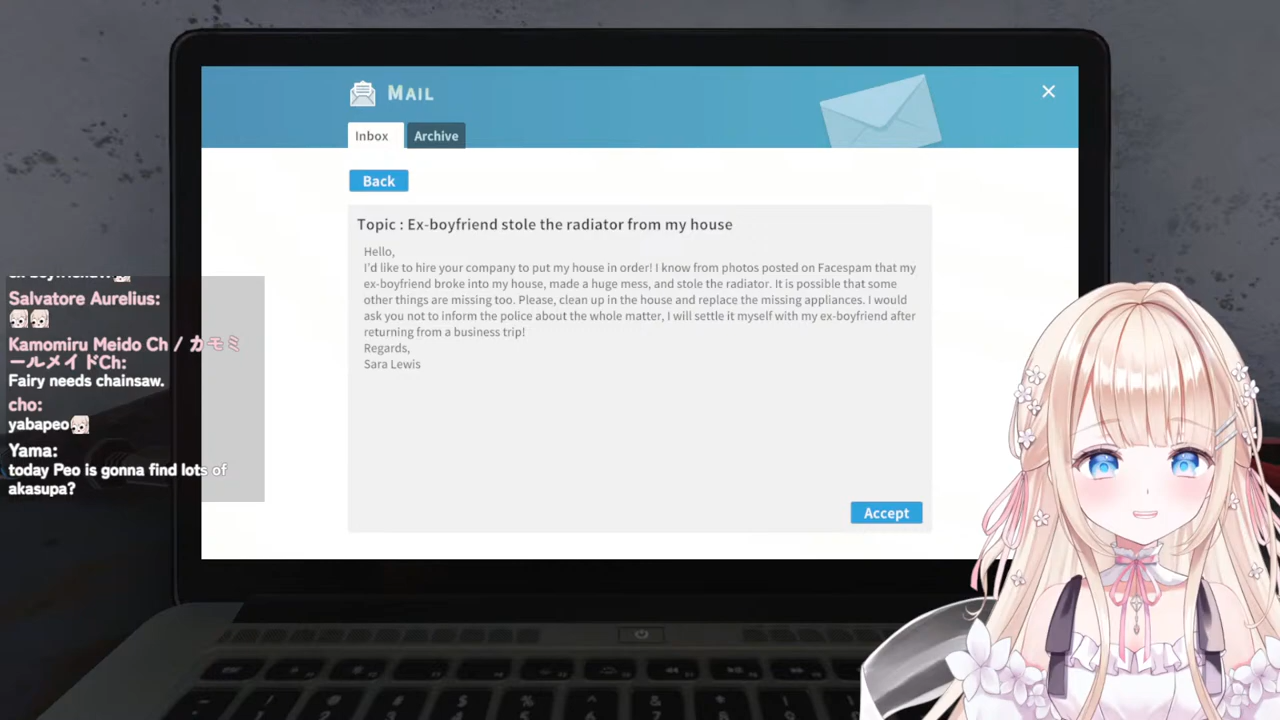 MAIL
Inbox
Archive
Back
Topic : Ex-boyfriend stole the radiator from my house
Hello,
I'd like to hire your company to put my house in order! I know from photos posted on Facespam that my
ex-boyfriend broke into my house, made a huge mess, and stole the radiator. It is possible that some
other things are missing too. Please, clean up in the house and replace the missing appliances. I would
ask you not to inform the police about the whole matter, I will settle it myself with my ex-boyfriend after
returning from a business trip!
Regards,
Sara Lewis
Accept
Salvatore Aurelius:
Kamomiru Meido Ch / カモミ
ールメイドCh:
Fairy needs chainsaw.
cho:
yabapeo
Yama:
today Peo is gonna find lots of
akasupa?